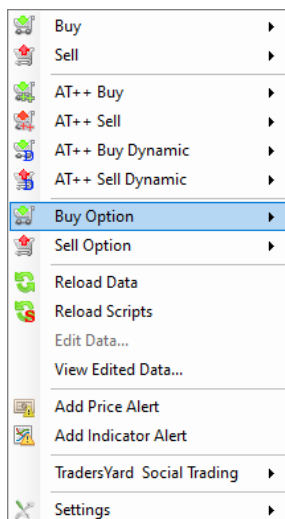 Buy
Sell
AT++ Buy
AT++ Sell
AT++ Buy Dynamic
AT++ Sell Dynamic
Buy Option
Sell Option
Reload Data
Reload Scripts
Edit Data...
View Edited Data...
Add Price Alert
Add Indicator Alert
TradersYard  Social Trading
Settings